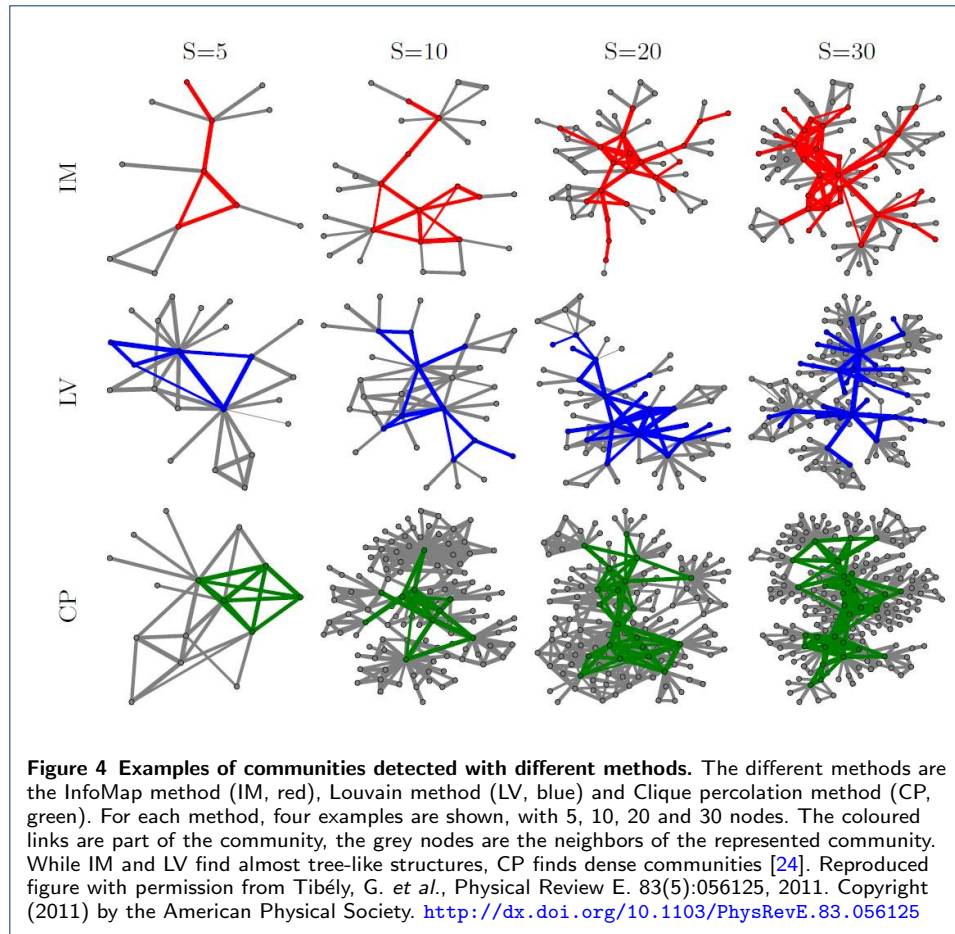 S=5 S=10 S=20 S=30
IM
LV
CP
Figure 4 Examples of communities detected with different methods. The different methods are
the InfoMap method (IM, red), Louvain method (LV, blue) and Clique percolation method (CP,
green). For each method, four examples are shown, with 5, 10, 20 and 30 nodes. The coloured
links are part of the community, the grey nodes are the neighbors of the represented community.
While IM and LV find almost tree-like structures, CP finds dense communities [24]. Reproduced
figure with permission from Tibély, G. et al., Physical Review E. 83(5):056125, 2011. Copyright
(2011) by the American Physical Society. http://dx.doi.org/10.1103/PhysRevE.83.056125